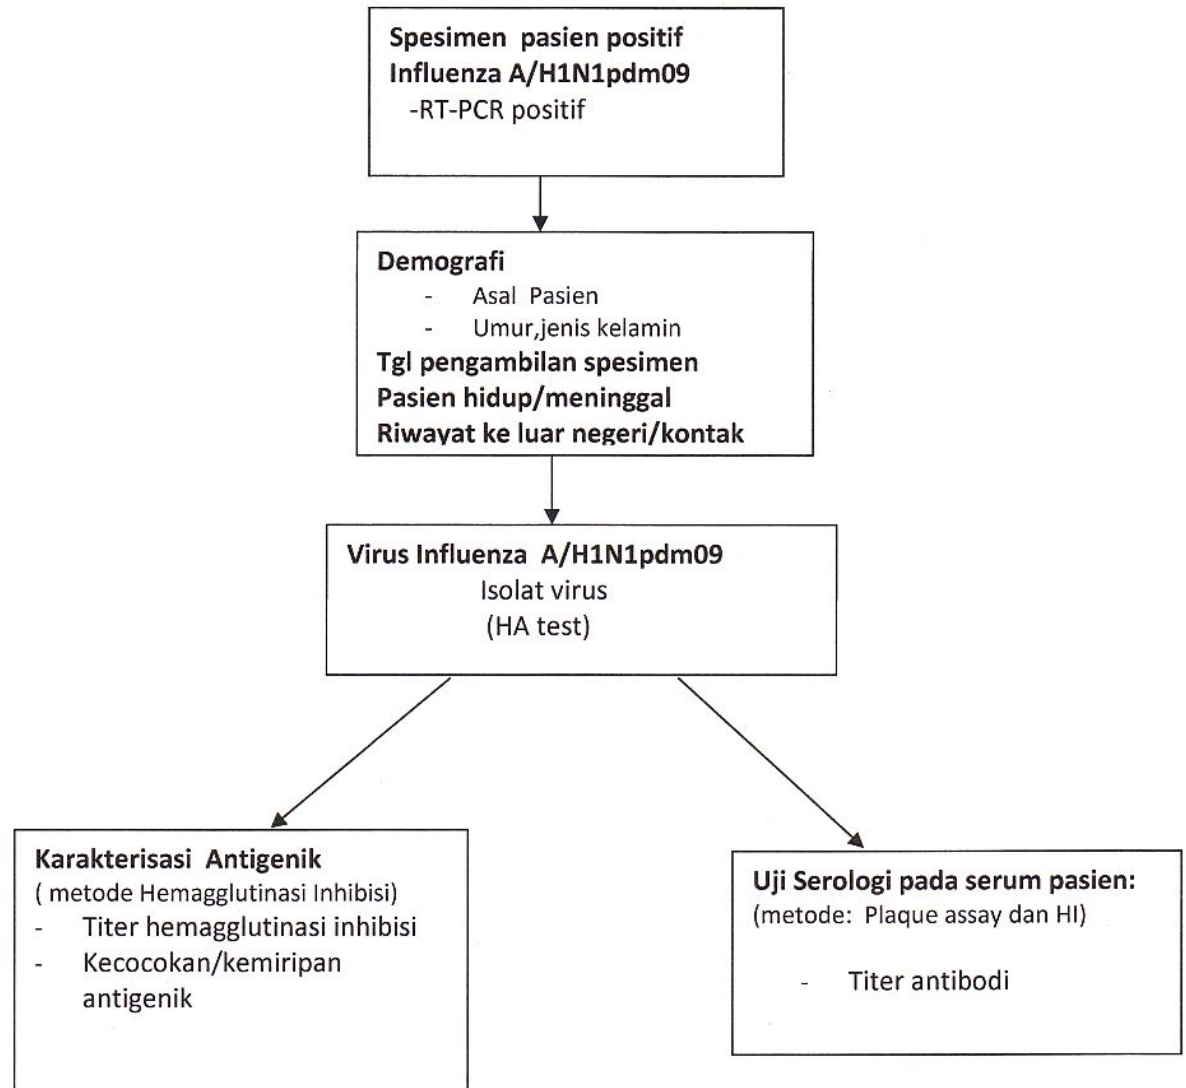 Spesimen pasien positif
Influenza A/H1N1pdm09
-RT-PCR positif
Demografi
- Asal Pasien
- Umur,jenis kelamin
Tgl pengambilan spesimen
Pasien hidup/meninggal
Riwayat ke luar negeri/kontak
Virus Influenza A/H1N1pdm09
Isolat virus
(HA test)
Karakterisasi Antigenik
( metode Hemagglutinasi Inhibisi)
- Titer hemagglutinasi inhibisi
- Kecocokan/kemiripan
antigenik
Uji Serologi pada serum pasien:
(metode: Plaque assay dan HI)
- Titer antibodi